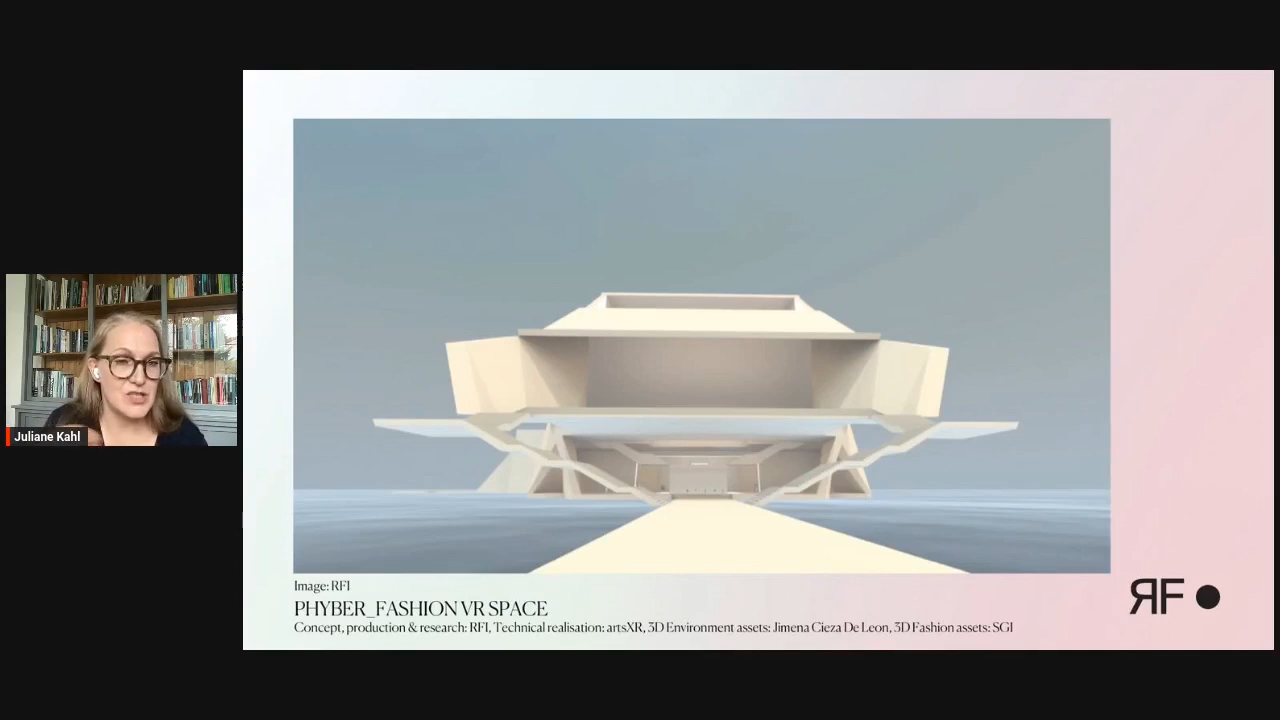 Juliane Kahl
Image: RFI
PHYBER_FASHION VR SPACE
Concept, production & research: RFI, Technical realisation: artsXR, 3D Environment assets: Jimena Cieza De Leon, 3D Fashion assets: SGI
RF